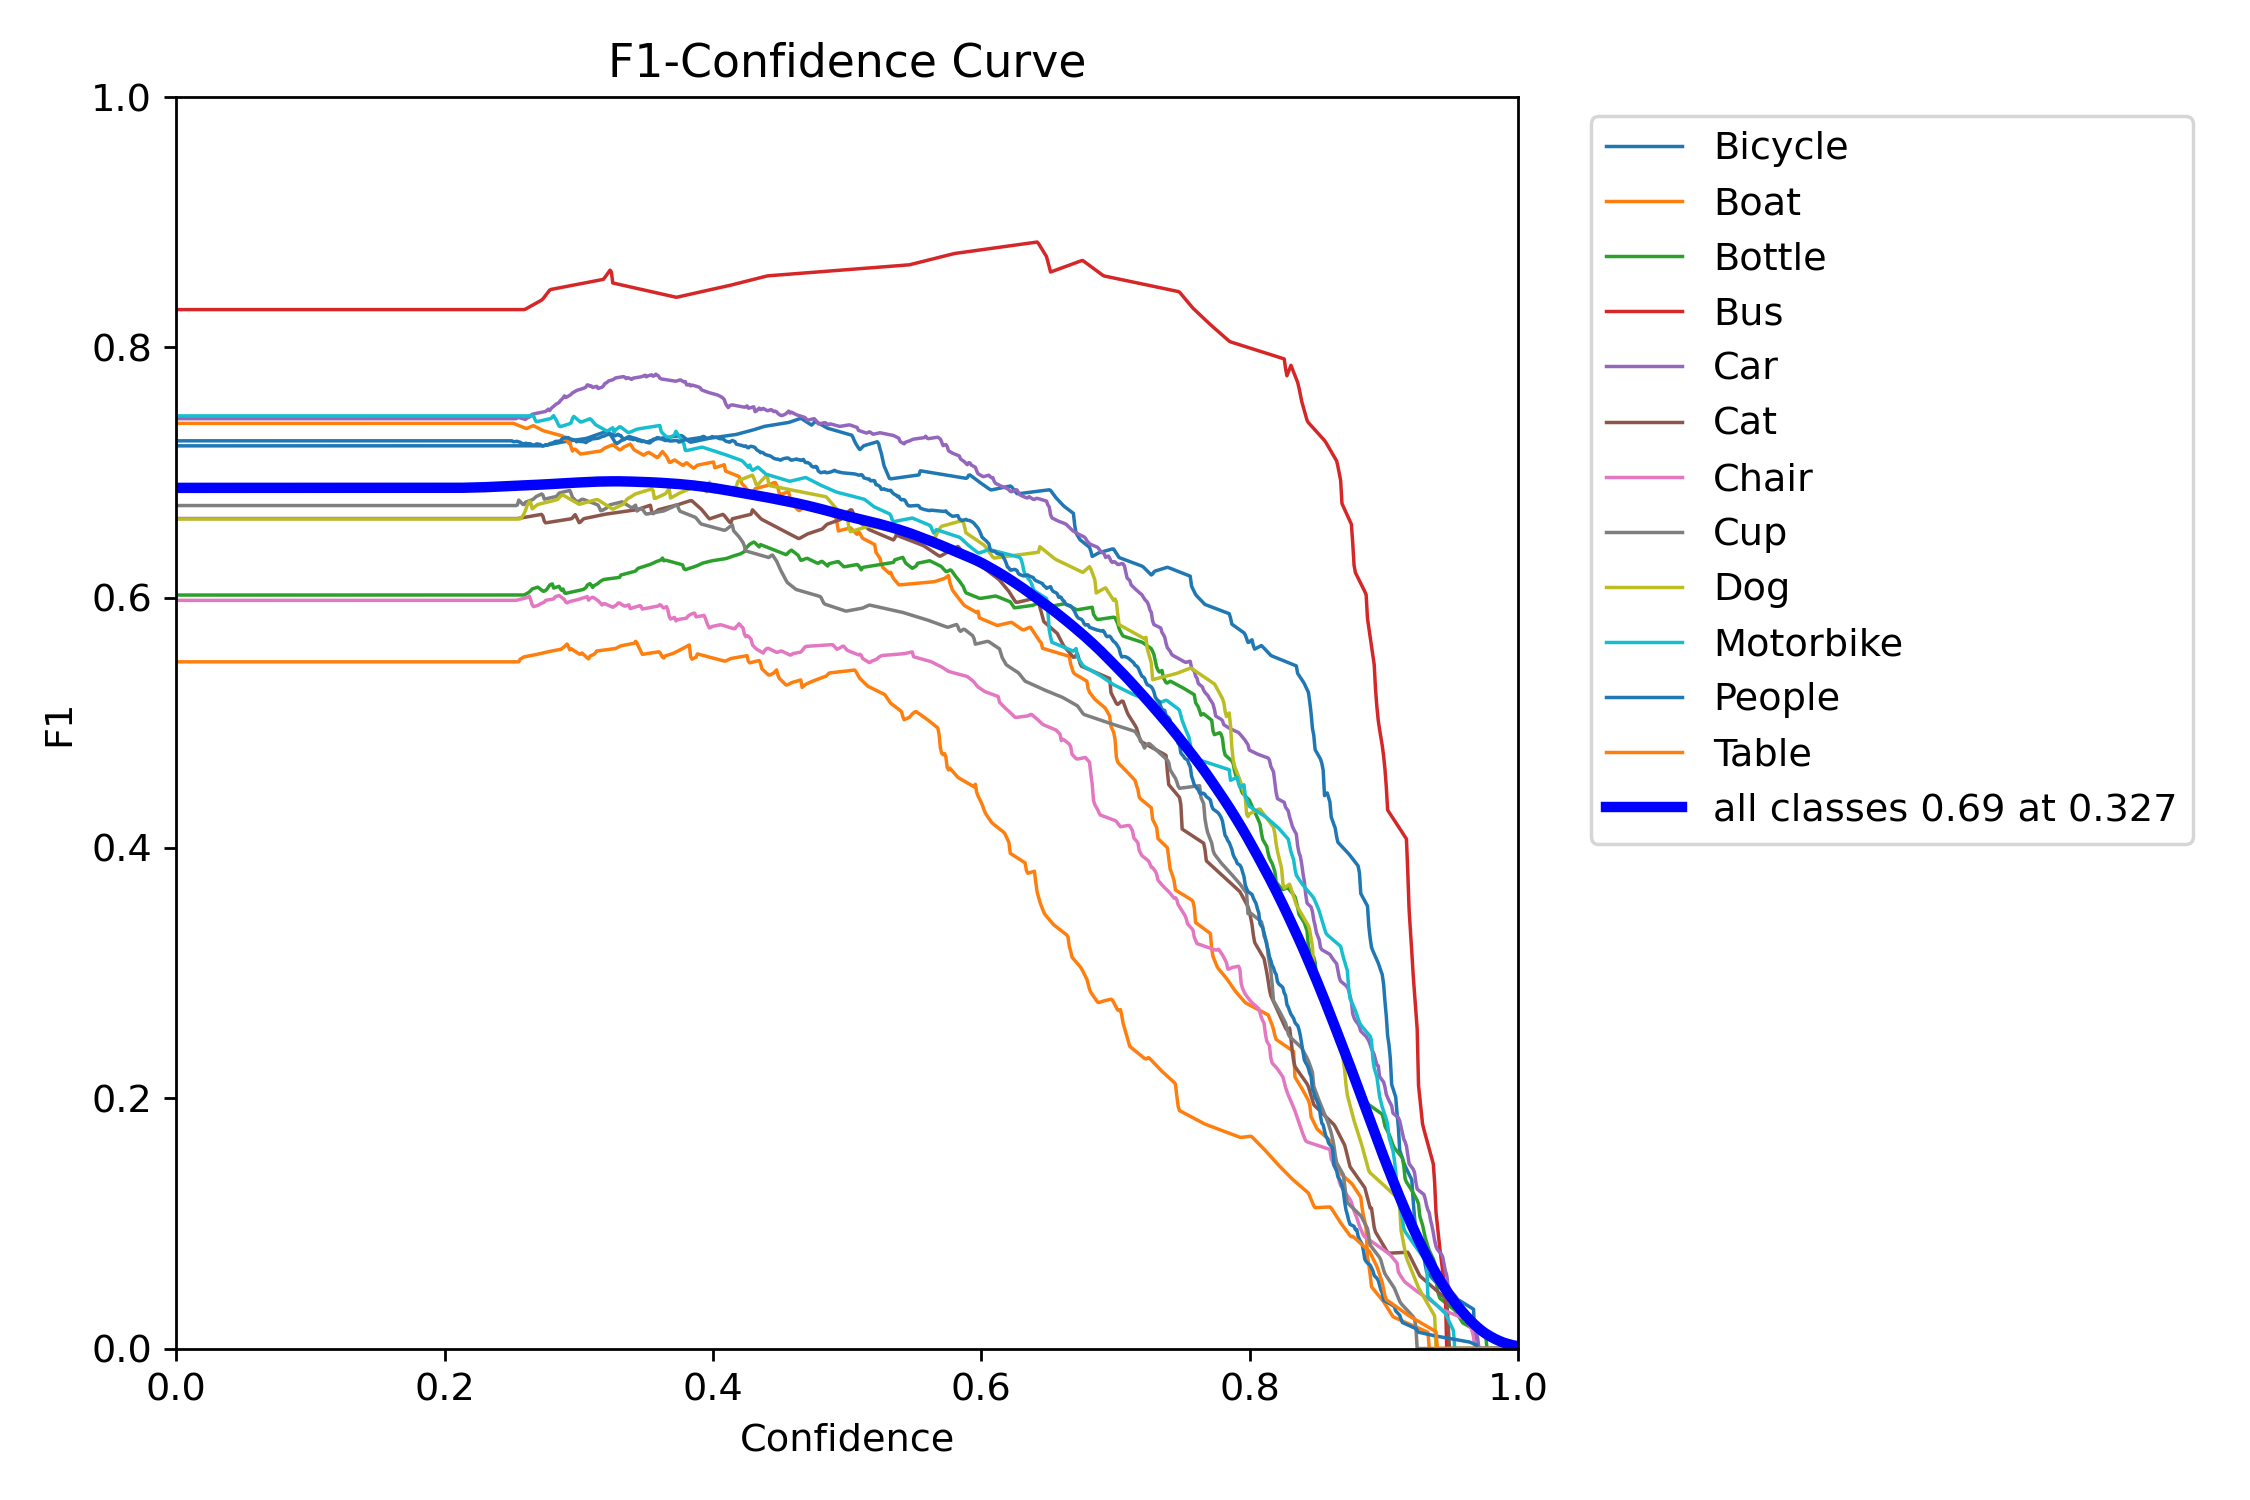 F1-Confidence Curve
1.0
0.8
0.6
0.4
0.2
0.0
F1
0.0 0.2 0.4 0.6 0.8 1.0
Confidence
Bicycle
Boat
Bottle
Bus
Car
Cat
Chair
Cup
Dog
Motorbike
People
Table
all classes 0.69 at 0.327